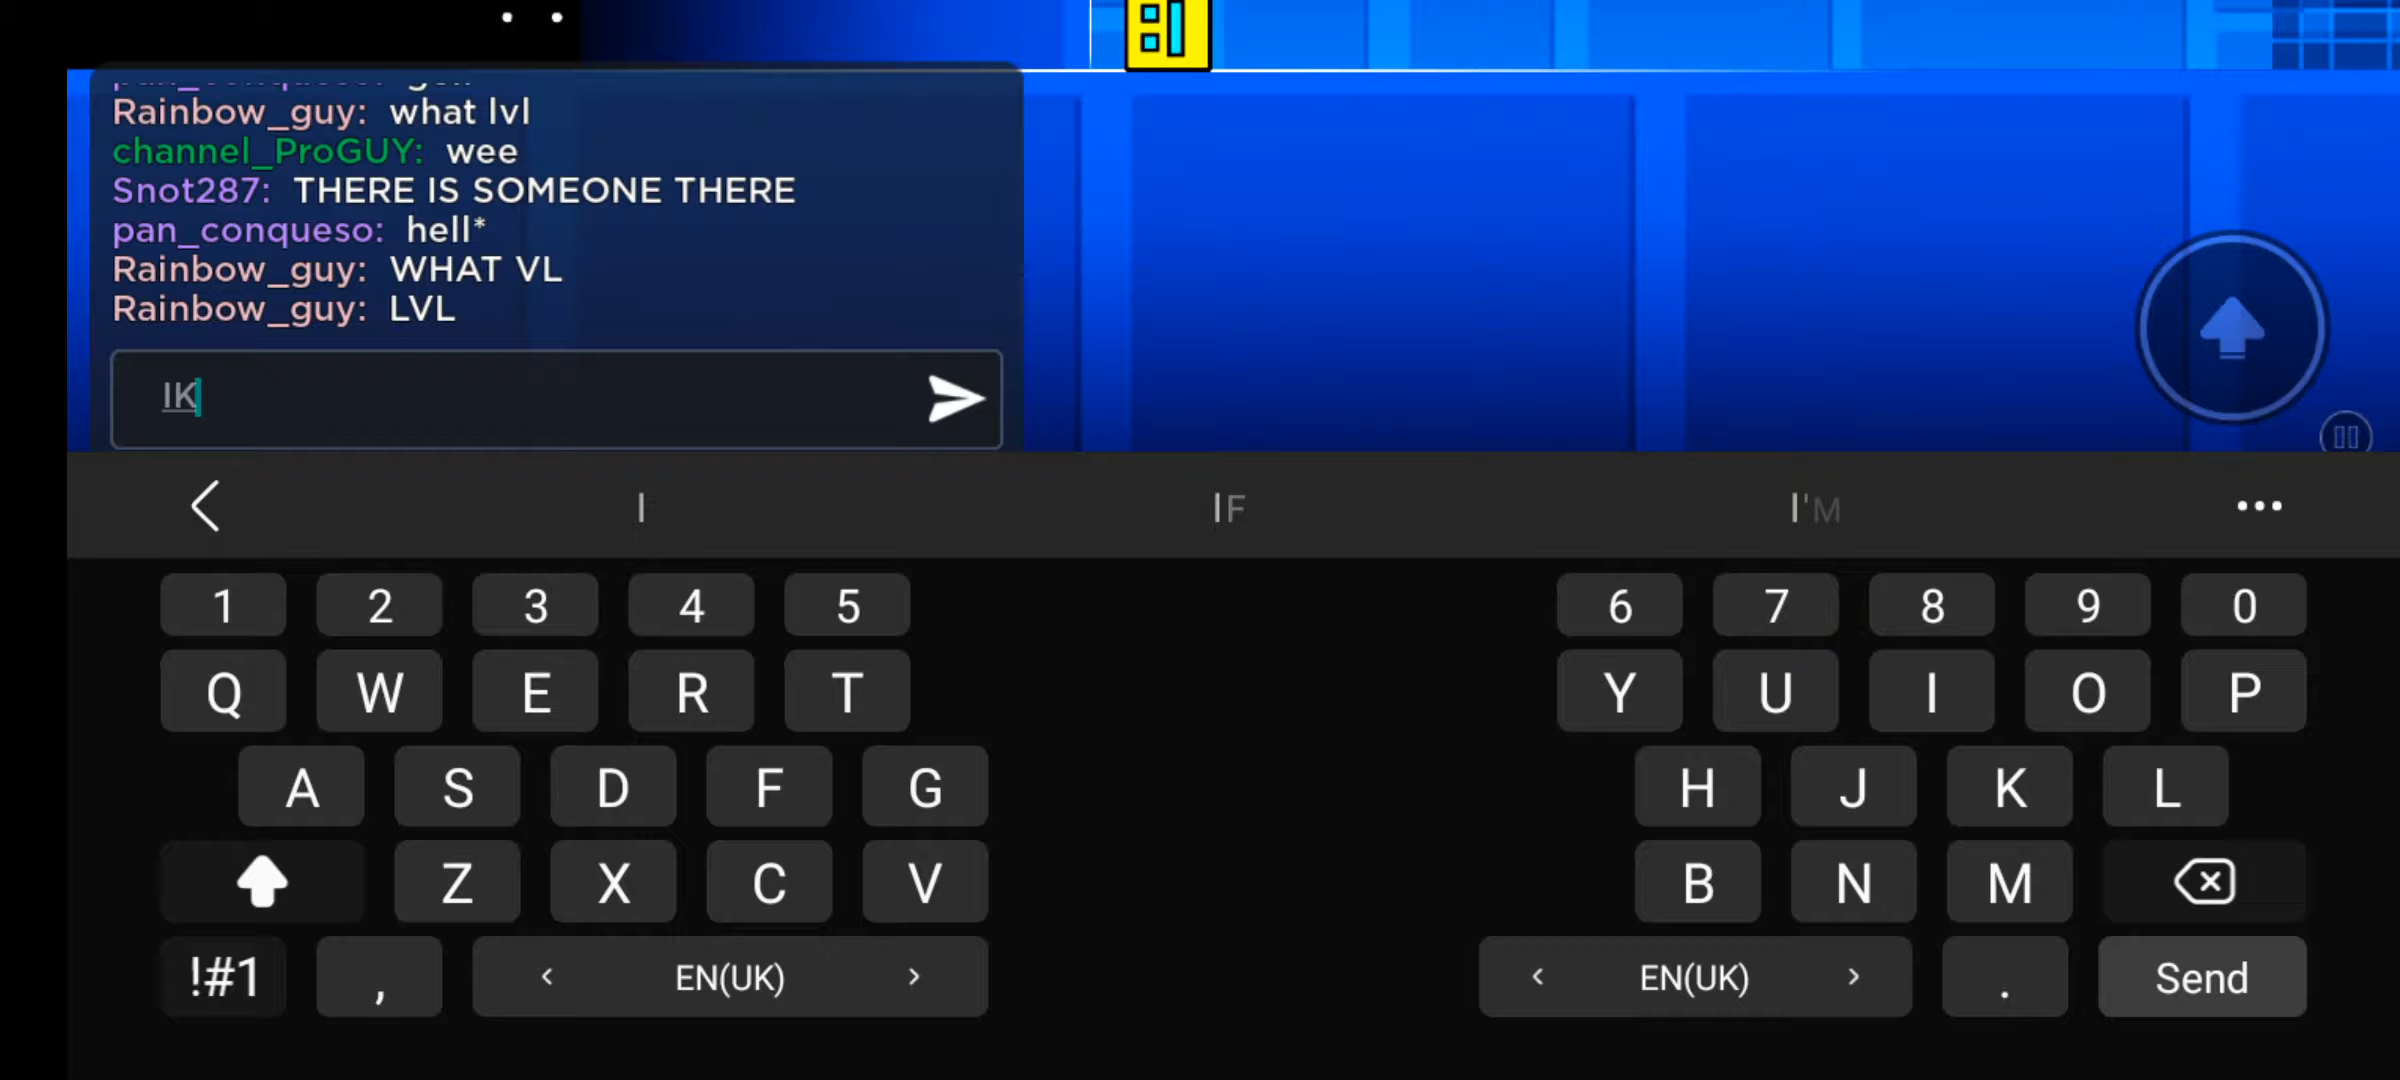 Rainbow_guy: what lvl
channel_ProGUY: wee
Snot287: THERE IS SOMEONE THERE
pan_conqueso: hell*
Rainbow_guy: WHAT VL
Rainbow_guy: LVL
IK
I IF I'M
1 2 3 4 5 6 7 8 9 0
Q W E R T Y U I O P
A S D F G H J K L
Z X C V B N M
!#1 , < EN(UK) > < EN(UK) > . Send